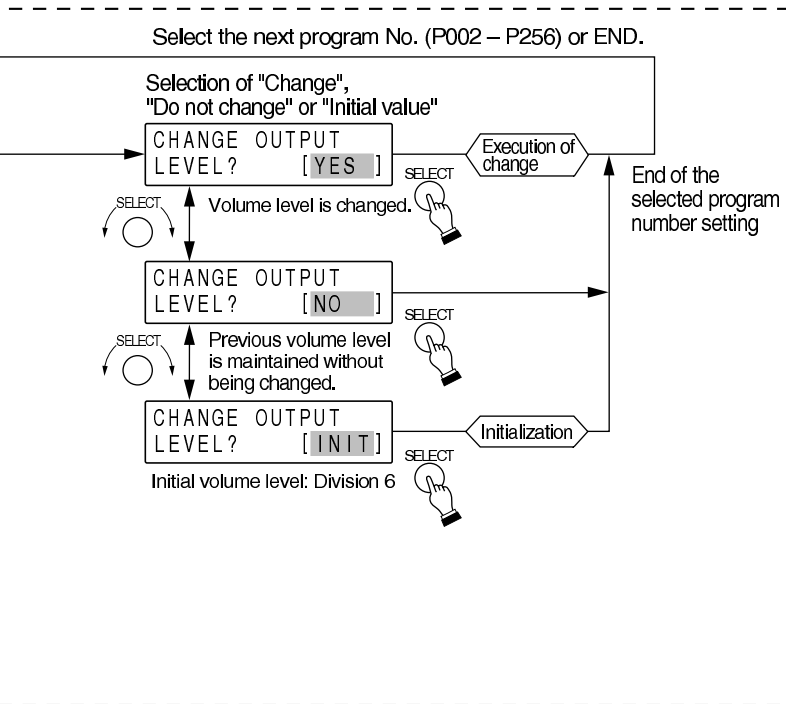 Select the next program No. (P002 – P256) or END.
Selection of "Change",
"Do not change" or "Initial value"
CHANGE OUTPUT
LEVEL? [YES ]
SELECT
Execution of
change
End of the
selected program
number setting
SELECT
Volume level is changed.
CHANGE OUTPUT
LEVEL? [NO ]
SELECT
SELECT
Previous volume level
is maintained without
being changed.
CHANGE OUTPUT
LEVEL? [INIT]
SELECT
Initialization
Initial volume level: Division 6